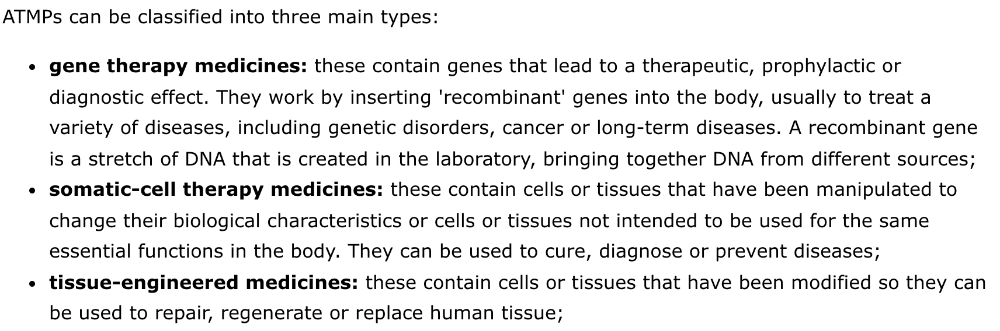 ATMPs can be classified into three main types:
• gene therapy medicines: these contain genes that lead to a therapeutic, prophylactic or
diagnostic effect. They work by inserting 'recombinant' genes into the body, usually to treat a
variety of diseases, including genetic disorders, cancer or long-term diseases. A recombinant gene
is a stretch of DNA that is created in the laboratory, bringing together DNA from different sources;
• somatic-cell therapy medicines: these contain cells or tissues that have been manipulated to
change their biological characteristics or cells or tissues not intended to be used for the same
essential functions in the body. They can be used to cure, diagnose or prevent diseases;
• tissue-engineered medicines: these contain cells or tissues that have been modified so they can
be used to repair, regenerate or replace human tissue;